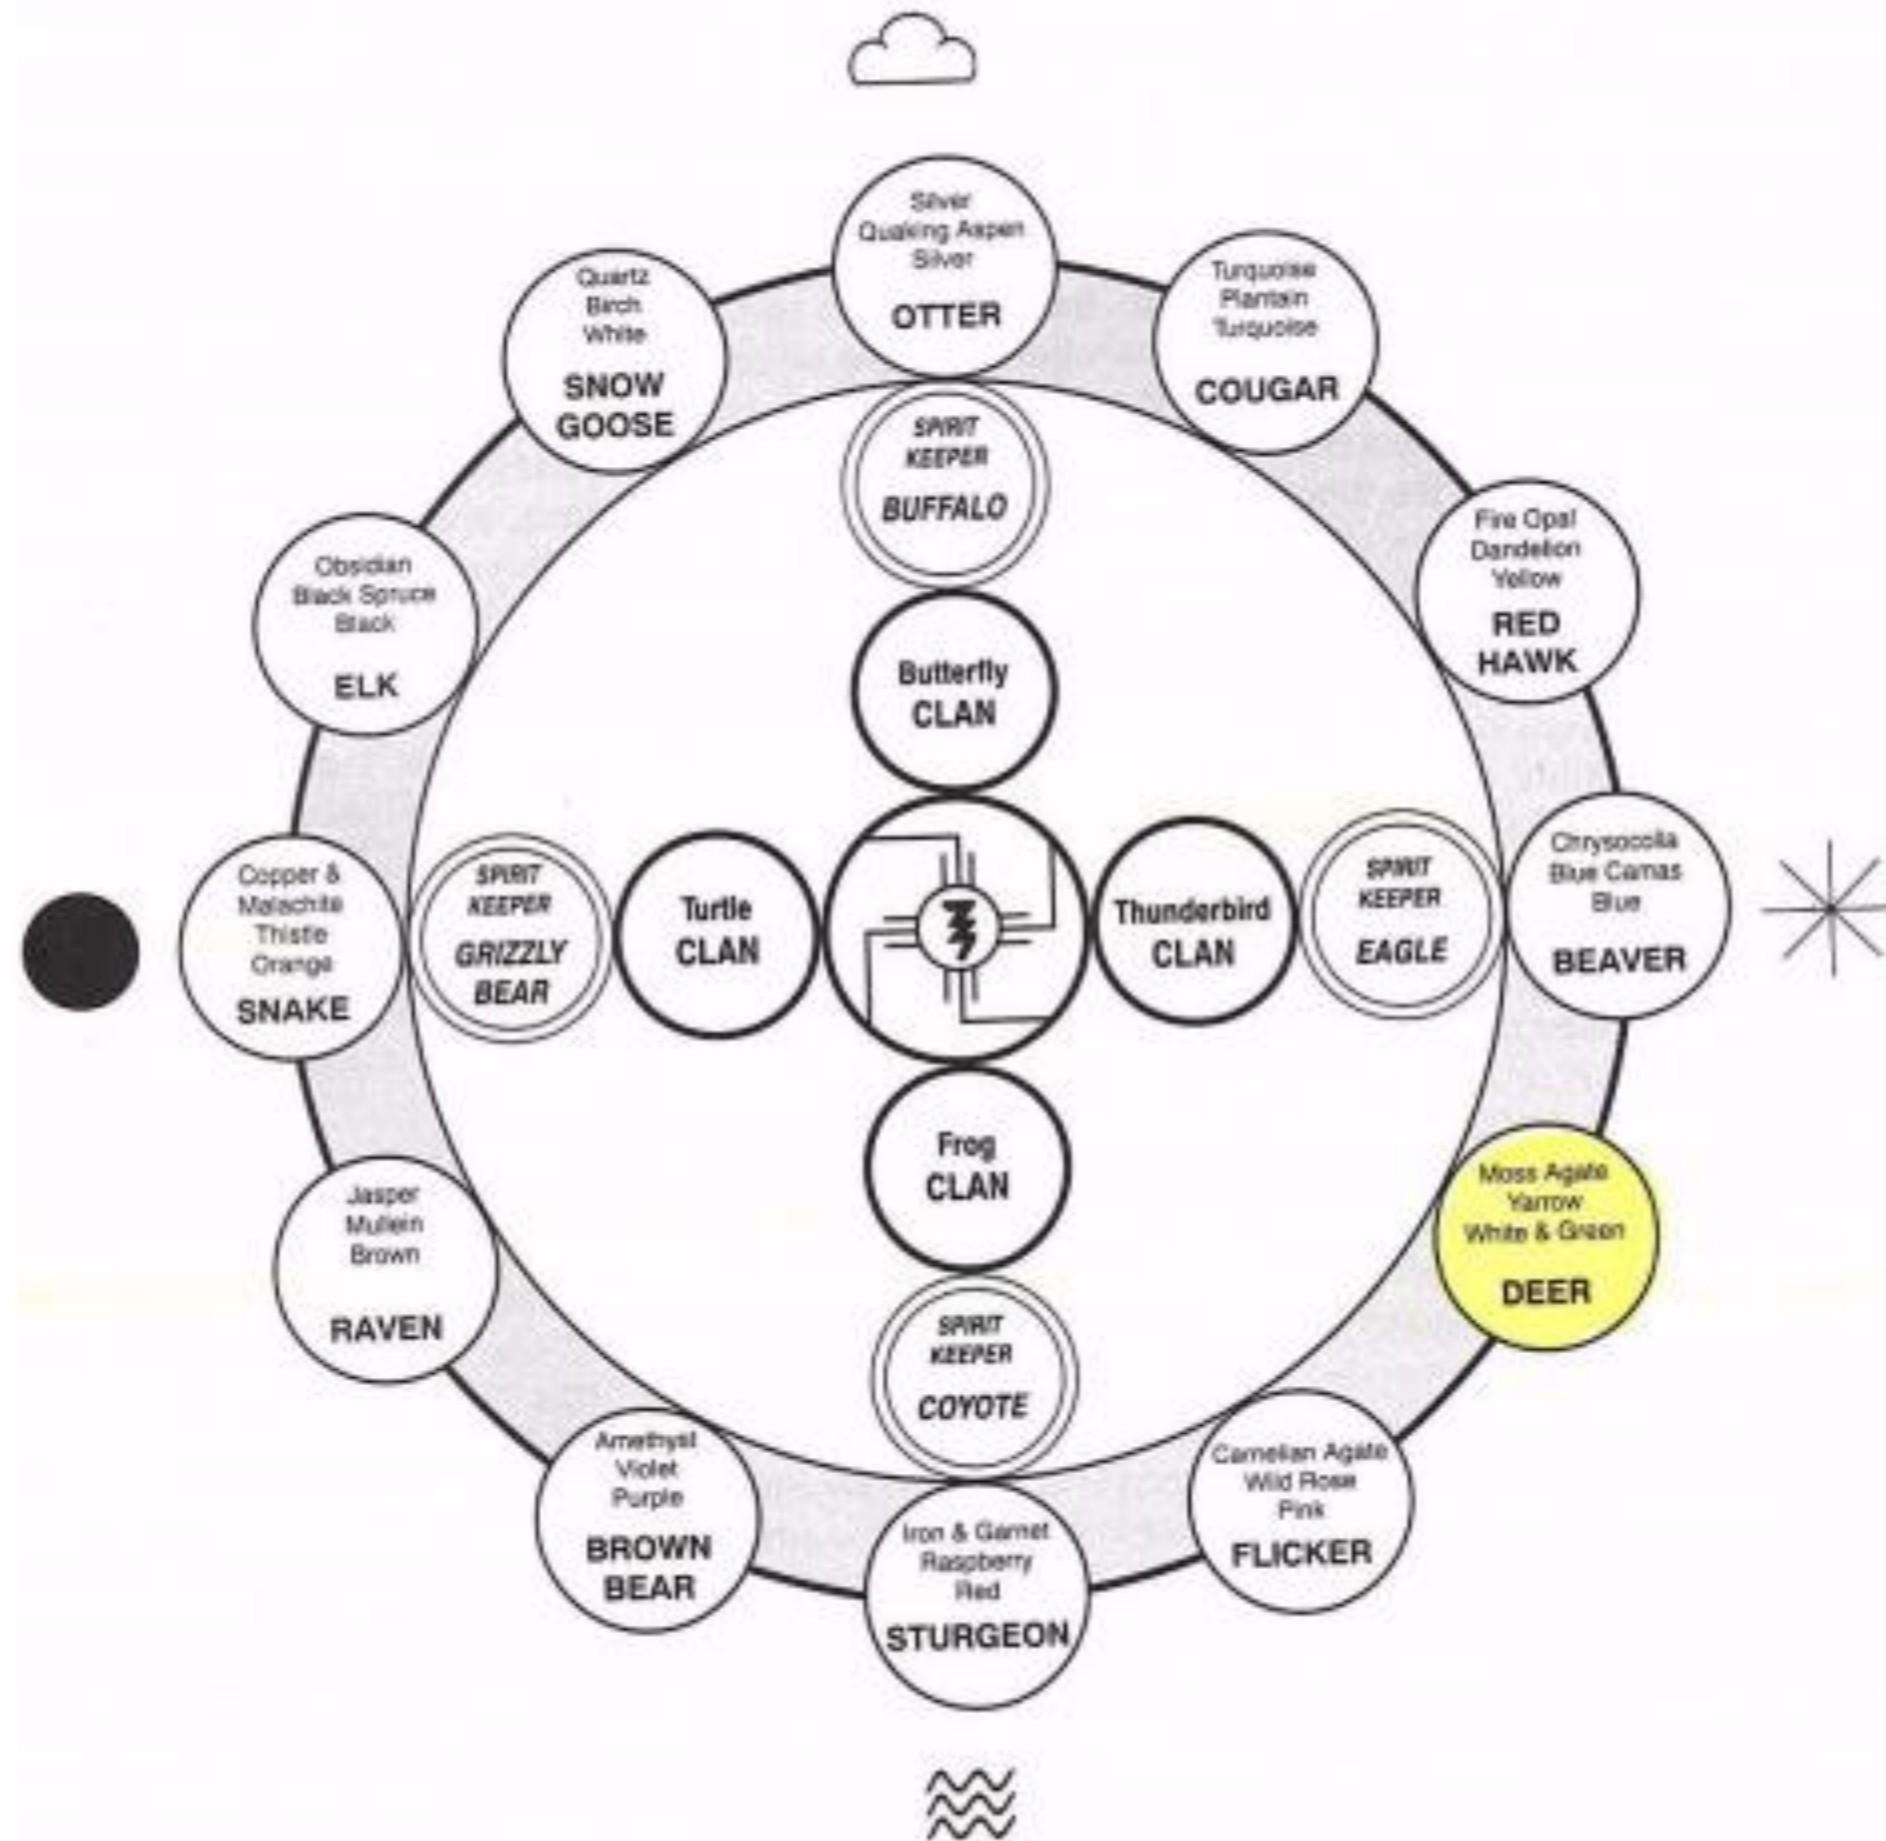 Silver
Quaking Aspen
Silver
OTTER
Turquoise
Plantain
Turquoise
COUGAR
Fire Opal
Dandelion
Yellow
RED
HAWK
Chrysocolla
Blue Camas
Blue
BEAVER
Moss Agate
Yarrow
White & Green
DEER
Carnelian Agate
Wild Rose
Pink
FLICKER
Iron & Garnet
Raspberry
Red
STURGEON
Amethyst
Violet
Purple
BROWN
BEAR
Jasper
Mullein
Brown
RAVEN
Copper &
Malachite
Thistle
Orange
SNAKE
Obsidian
Black Spruce
Black
ELK
Quartz
Birch
White
SNOW
GOOSE
SPIRIT
KEEPER
BUFFALO
Butterfly
CLAN
SPIRIT
KEEPER
GRIZZLY
BEAR
Turtle
CLAN
Thunderbird
CLAN
SPIRIT
KEEPER
EAGLE
Frog
CLAN
SPIRIT
KEEPER
COYOTE